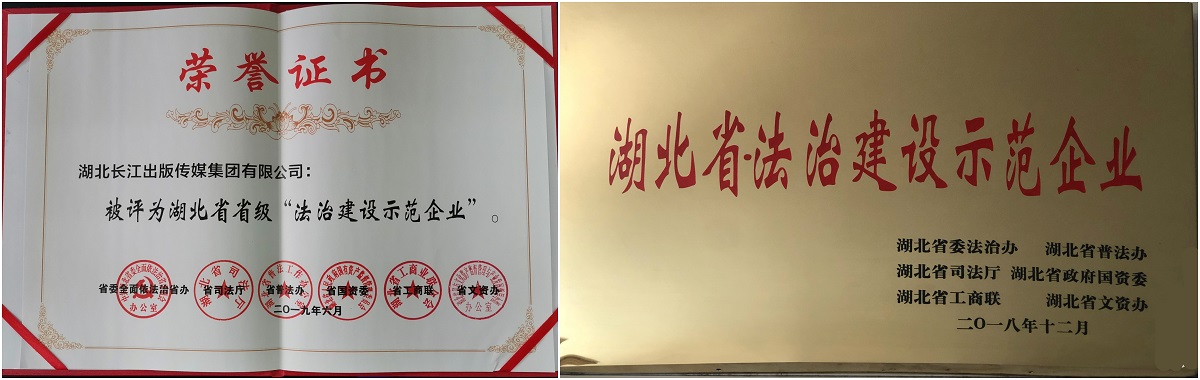 荣誉证书
湖北长江出版传媒集团有限公司：
被评为湖北省省级“法治建设示范企业”。
省委全面依法治省办 省司法厅 省普法办 省国资委 省工商联 省文资办
办公室
二〇一九年六月
湖北省法治建设示范企业
湖北省委法治办 湖北省普法办
湖北省司法厅 湖北省政府国资委
湖北省工商联 湖北省文资办
二〇一八年十二月